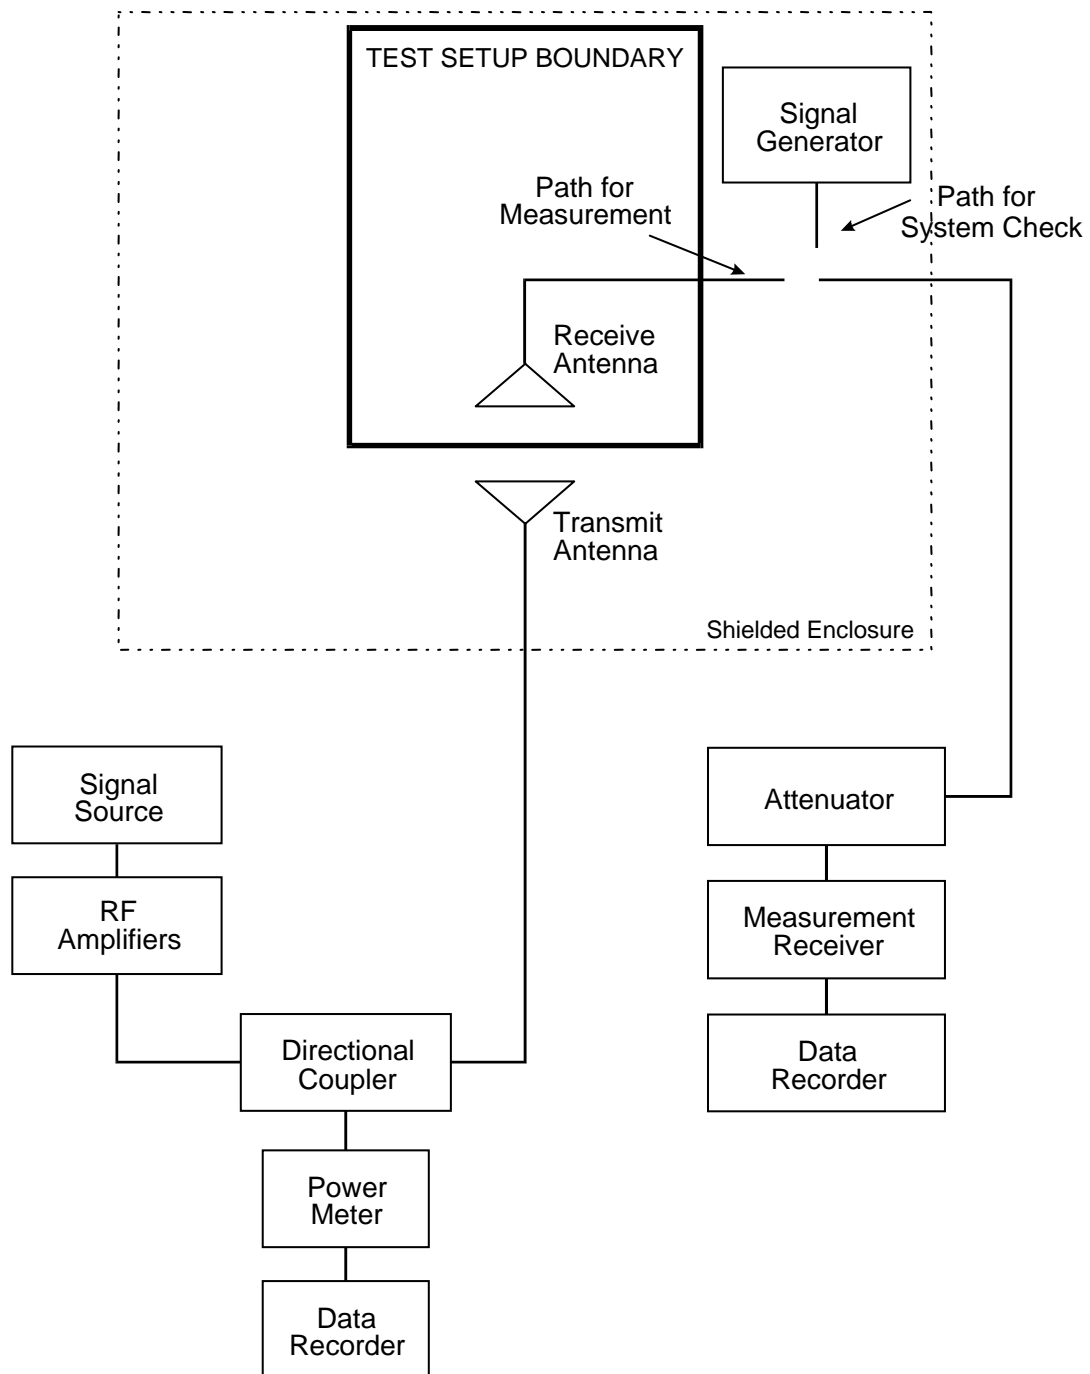 TEST SETUP BOUNDARY
Signal
Generator
Path for
Measurement
Path for
System Check
Receive
Antenna
Transmit
Antenna
Shielded Enclosure
Signal
Source
Attenuator
RF
Amplifiers
Measurement
Receiver
Directional
Coupler
Data
Recorder
Power
Meter
Data
Recorder